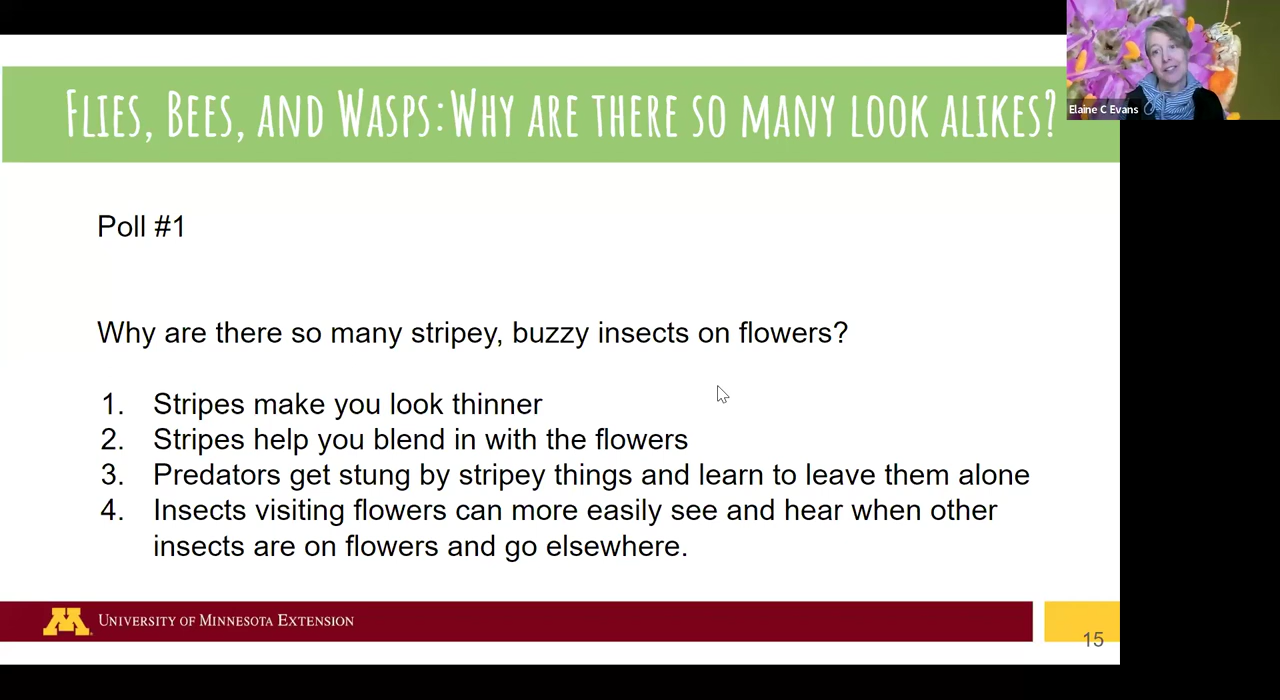 Elaine C Evans
FLIES, BEES, AND WASPS: WHY ARE THERE SO MANY LOOK ALIKES?
Poll #1
Why are there so many stripey, buzzy insects on flowers?
1. Stripes make you look thinner
2. Stripes help you blend in with the flowers
3. Predators get stung by stripey things and learn to leave them alone
4. Insects visiting flowers can more easily see and hear when other
insects are on flowers and go elsewhere.
M UNIVERSITY OF MINNESOTA EXTENSION
15